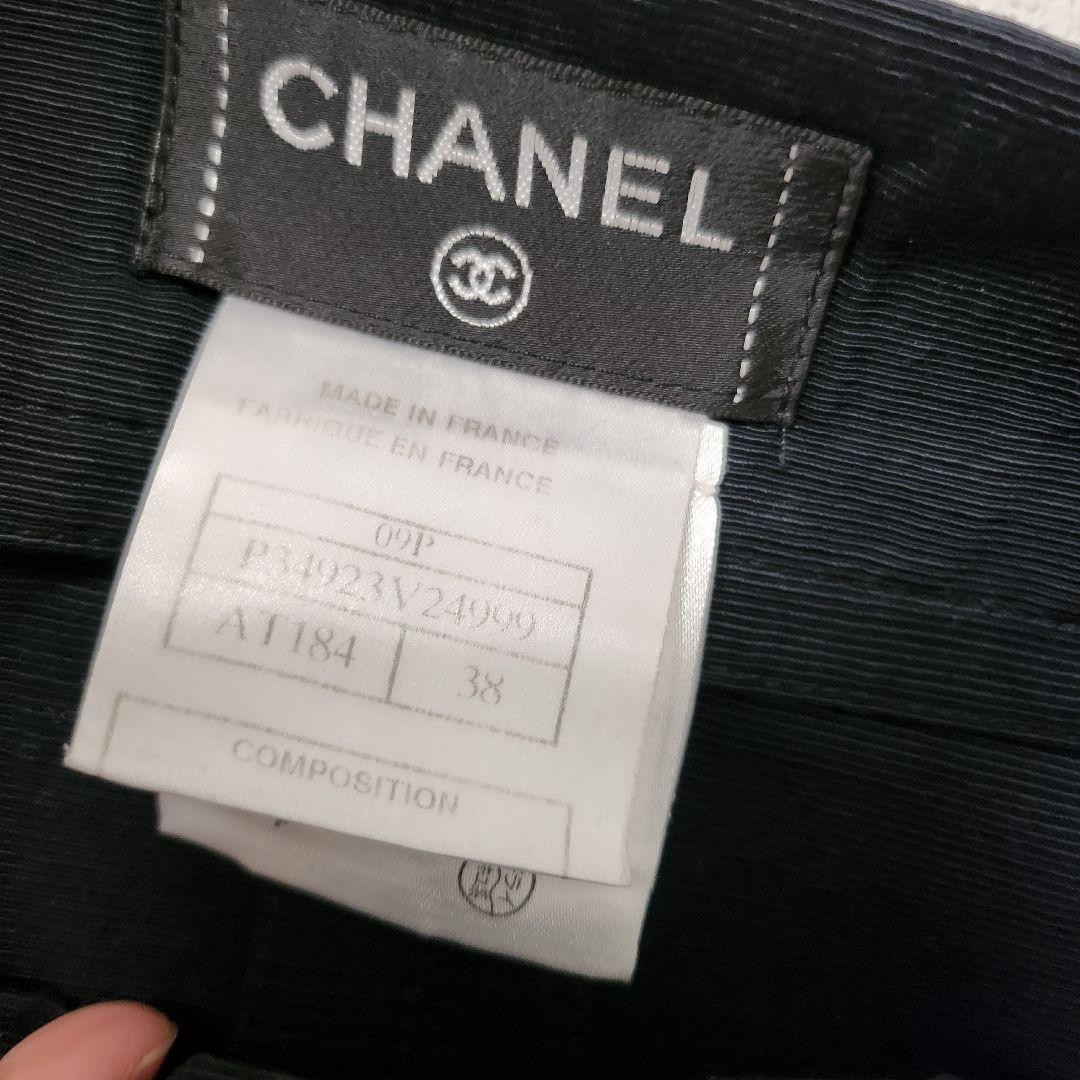 CHANEL
MADE IN FRANCE
FABRIQUE EN FRANCE
09P
P34923V24999
AT184
38
COMPOSITION